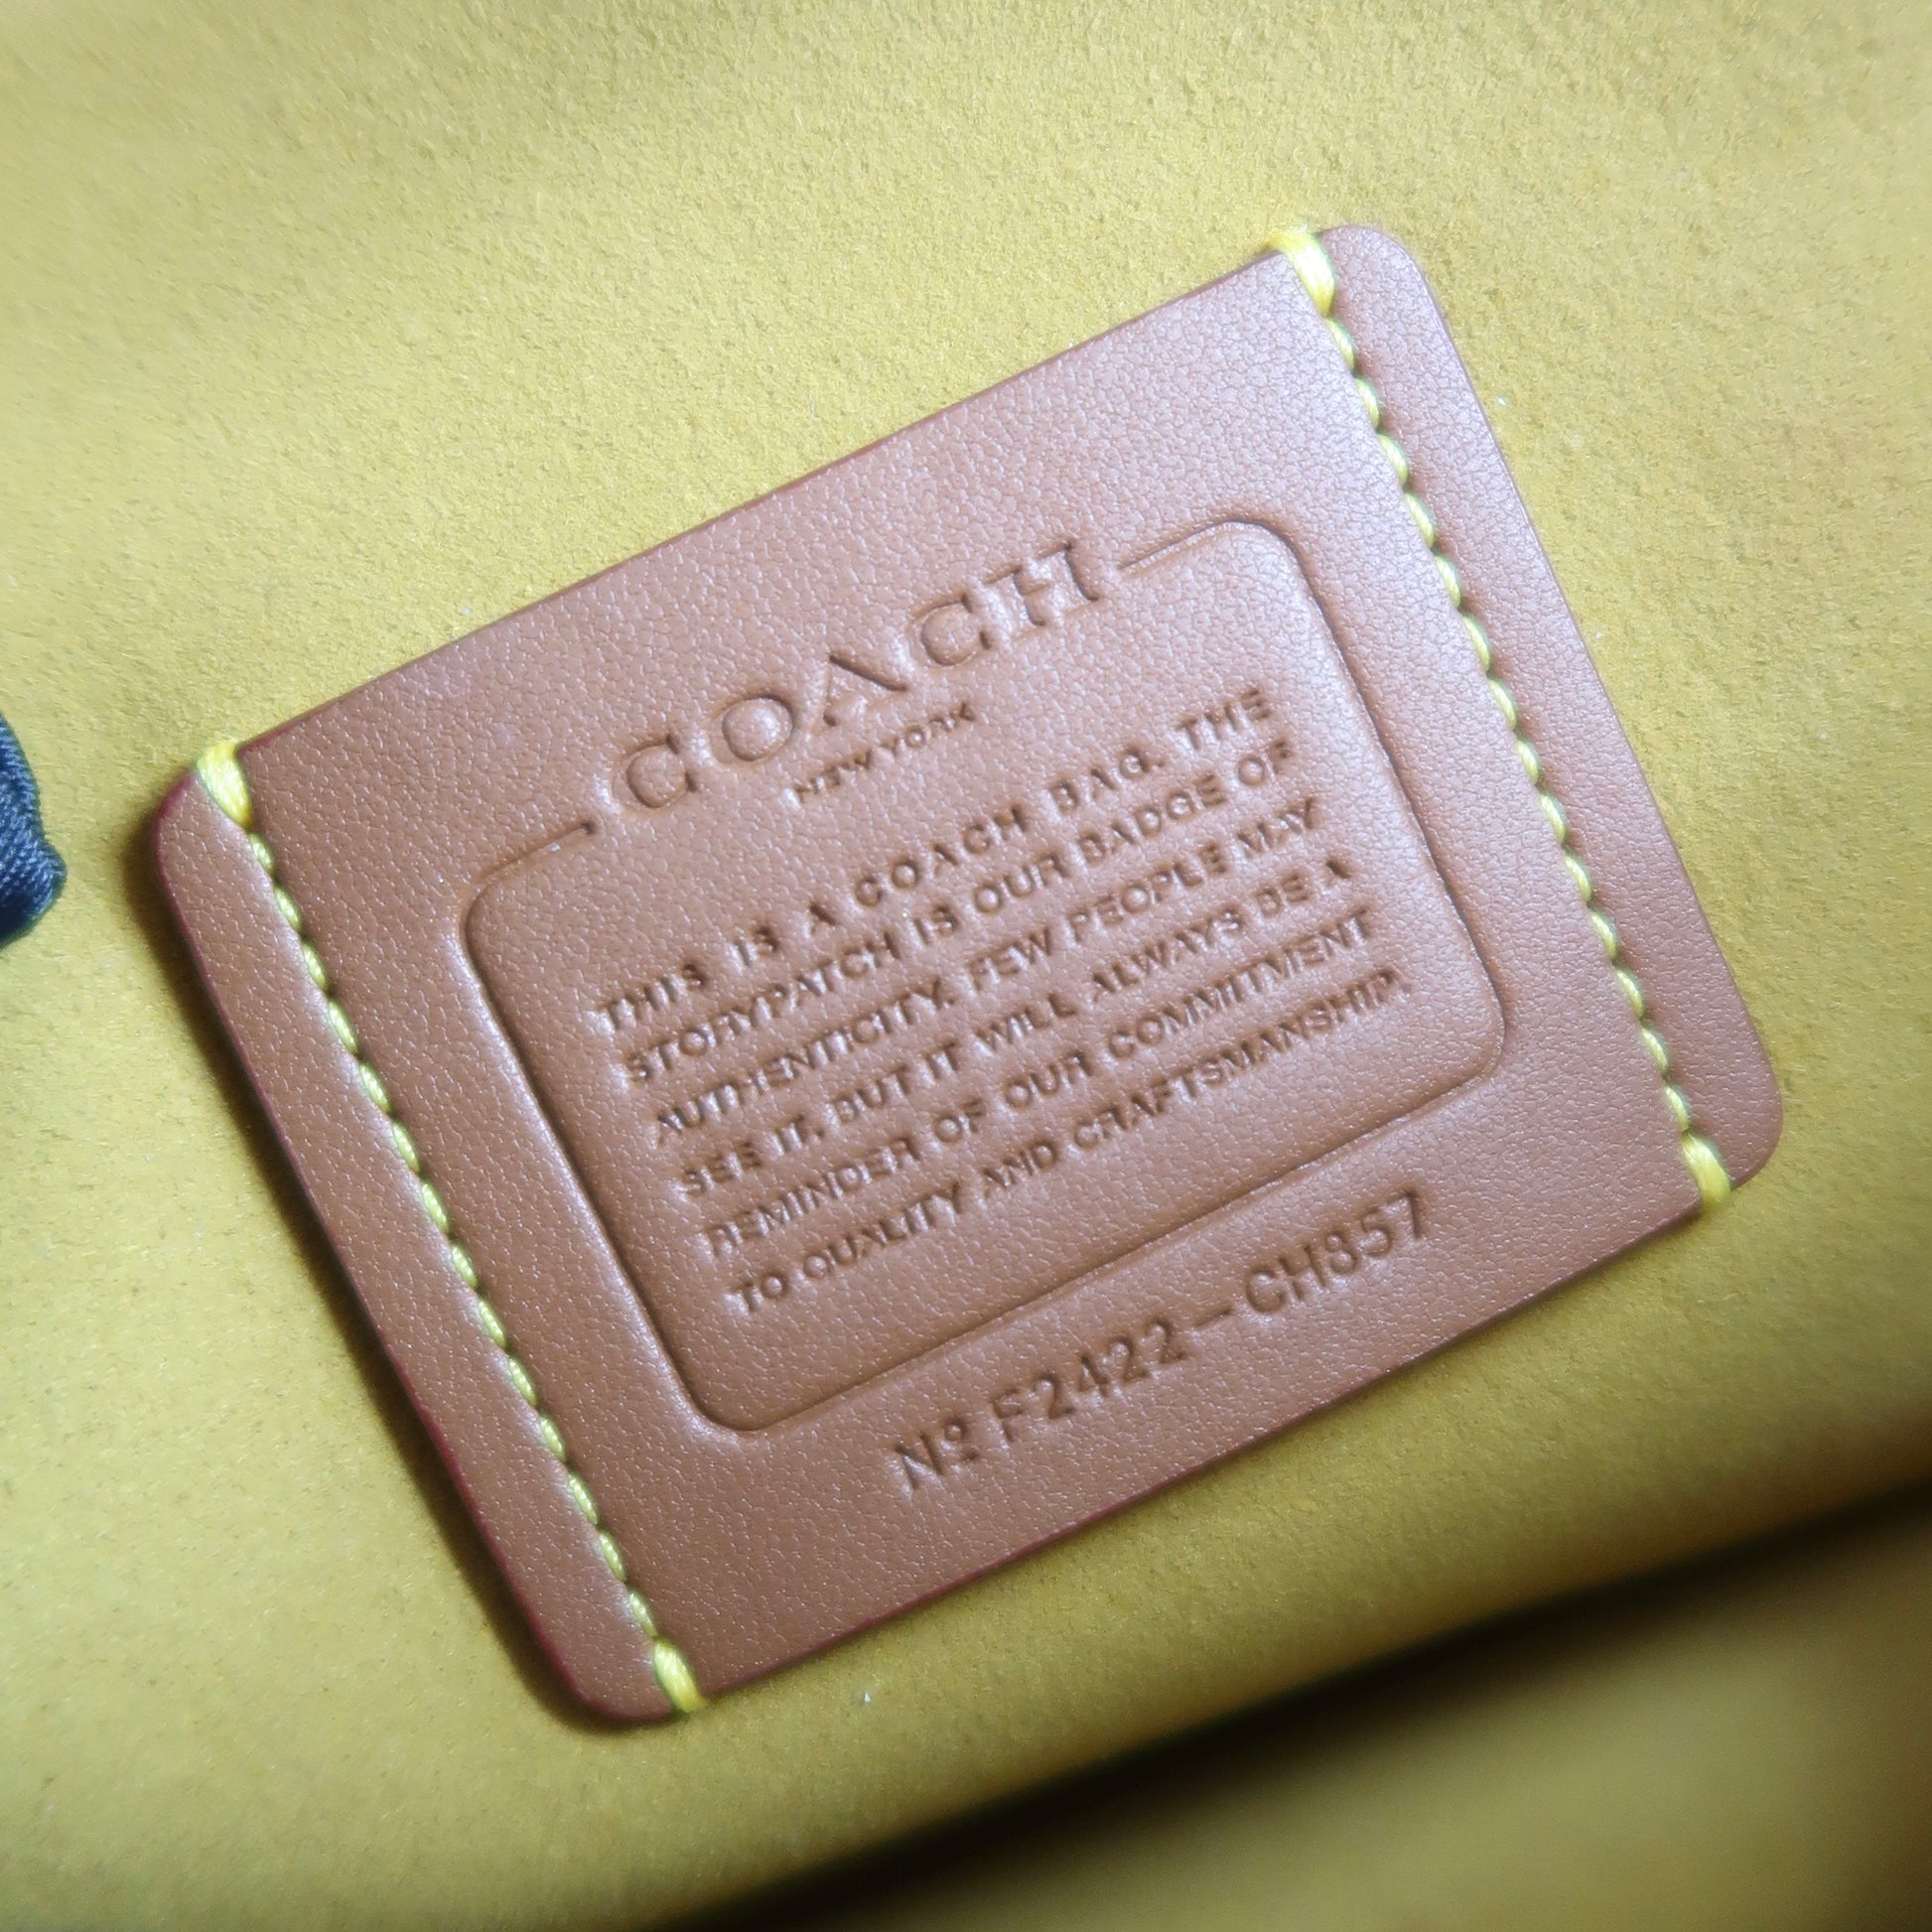 COACH
NEW YORK
THIS IS A COACH BAG. THE
STORYPATCH IS OUR BADGE OF
AUTHENTICITY. FEW PEOPLE MAY
SEE IT, BUT IT WILL ALWAYS BE A
REMINDER OF OUR COMMITMENT
TO QUALITY AND CRAFTSMANSHIP.
Nº F2422-CH857